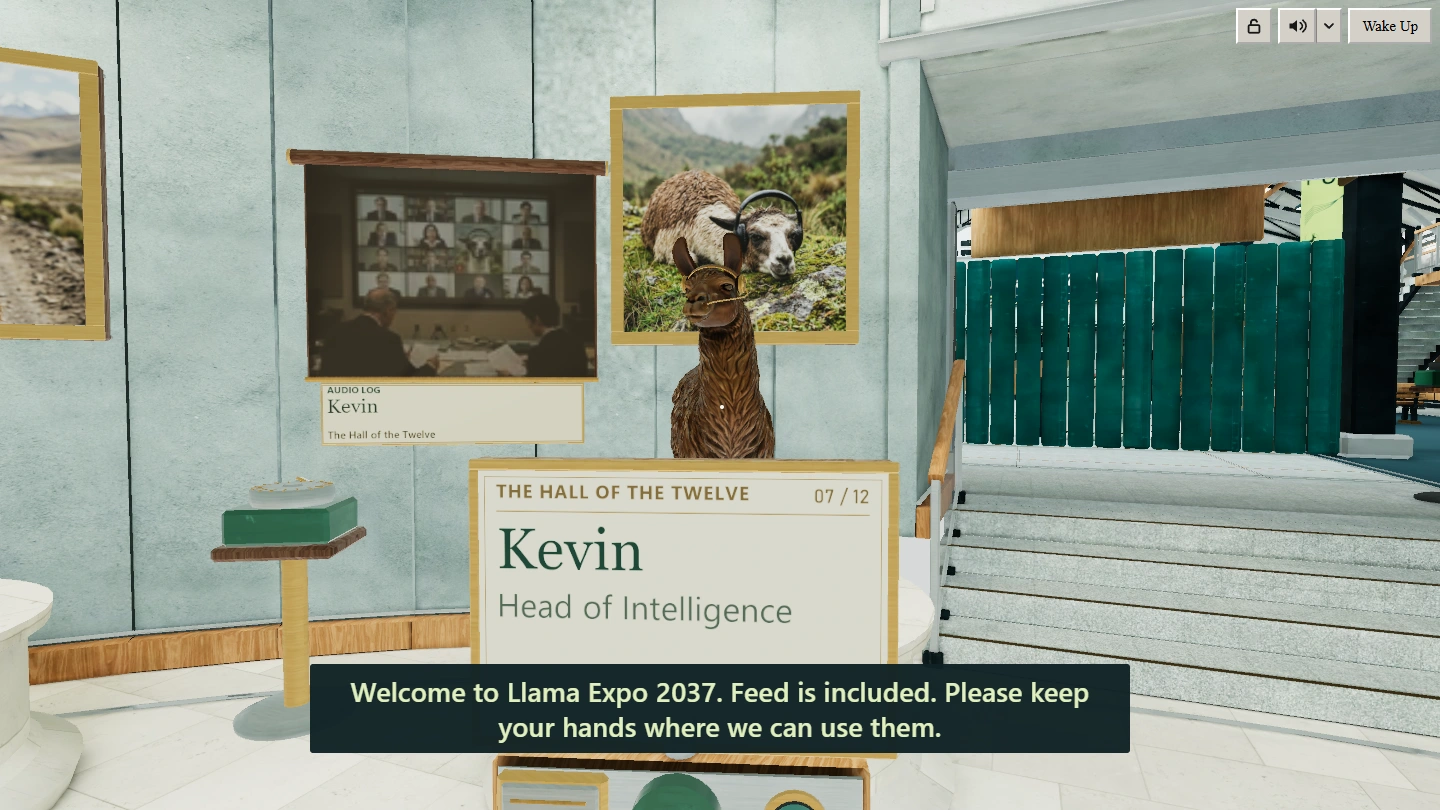 Wake Up
AUDIO LOG
Kevin
The Hall of the Twelve
THE HALL OF THE TWELVE 07 / 12
Kevin
Head of Intelligence
Welcome to Llama Expo 2037. Feed is included. Please keep
your hands where we can use them.